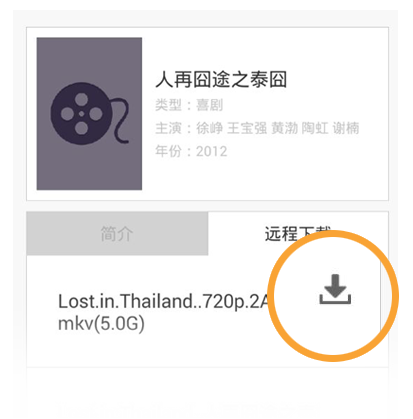 人再囧途之泰囧
类型：喜剧
主演：徐峥 王宝强 黄渤 陶虹 谢楠
年份：2012
简介
远程下载
Lost.in.Thailand..720p.2A
mkv(5.0G)